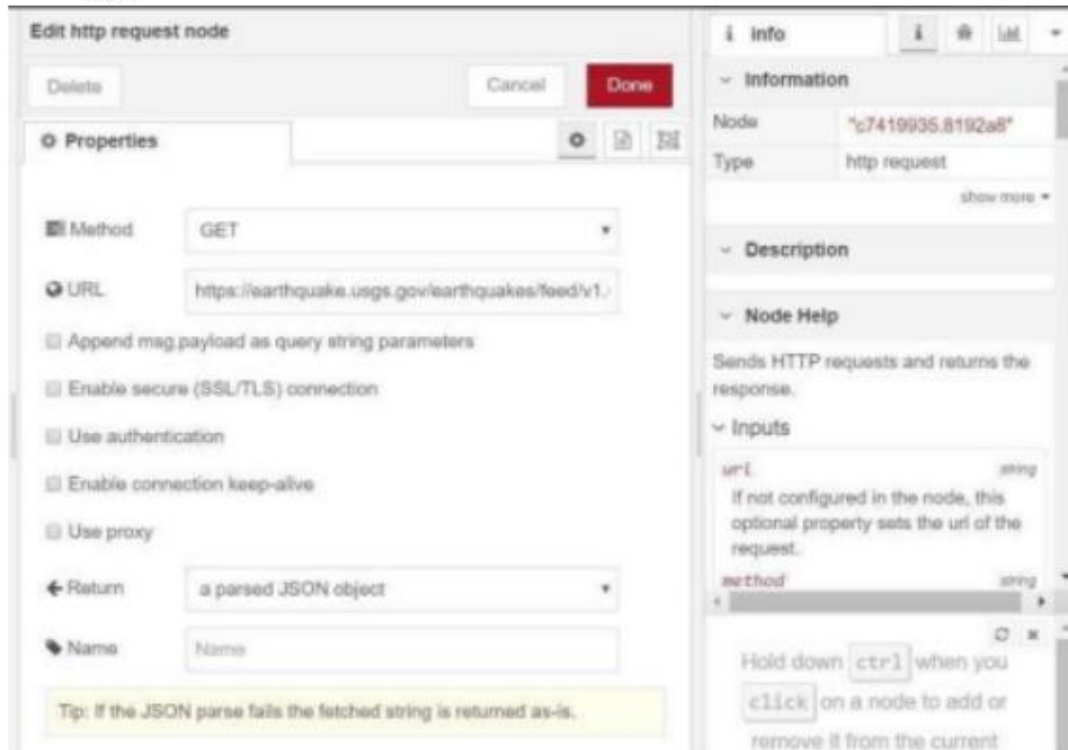 Edit http request node
Delete
Cancel
Done
Properties
Method
GET
URL
https://earthquake.usgs.gov/earthquakes/feed/v1.
Append msg.payload as query string parameters
Enable secure (SSL/TLS) connection
Use authentication
Enable connection keep-alive
Use proxy
Return
a parsed JSON object
Name
Name
Tip: If the JSON parse fails the fetched string is returned as-is.
i info
i
Information
Node
"c7419935.8192a8"
Type
http request
show more
Description
Node Help
Sends HTTP requests and returns the
response.
Inputs
url string
If not configured in the node, this
optional property sets the url of the
request.
method string
Hold down ctrl when you
click on a node to add or
remove it from the current